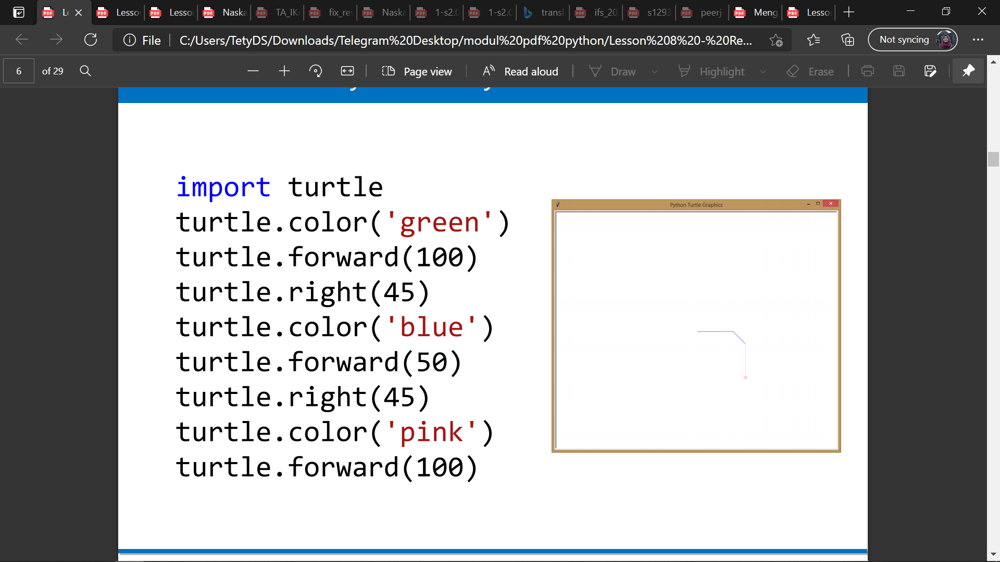 Lesso
Lesso
Naska
TA_IK
fix_rev
Naska
1-s2.0
1-s2.0
transl
ifs_20
s1293
peerj-
Meng
Lesso
File
C:/Users/TetyDS/Downloads/Telegram%20Desktop/modul%20pdf%20python/Lesson%208%20-%20Re...
Not syncing
6 of 29
Page view
Read aloud
Draw
Highlight
Erase
import turtle
turtle.color('green')
turtle.forward(100)
turtle.right(45)
turtle.color('blue')
turtle.forward(50)
turtle.right(45)
turtle.color('pink')
turtle.forward(100)
Python Turtle Graphics